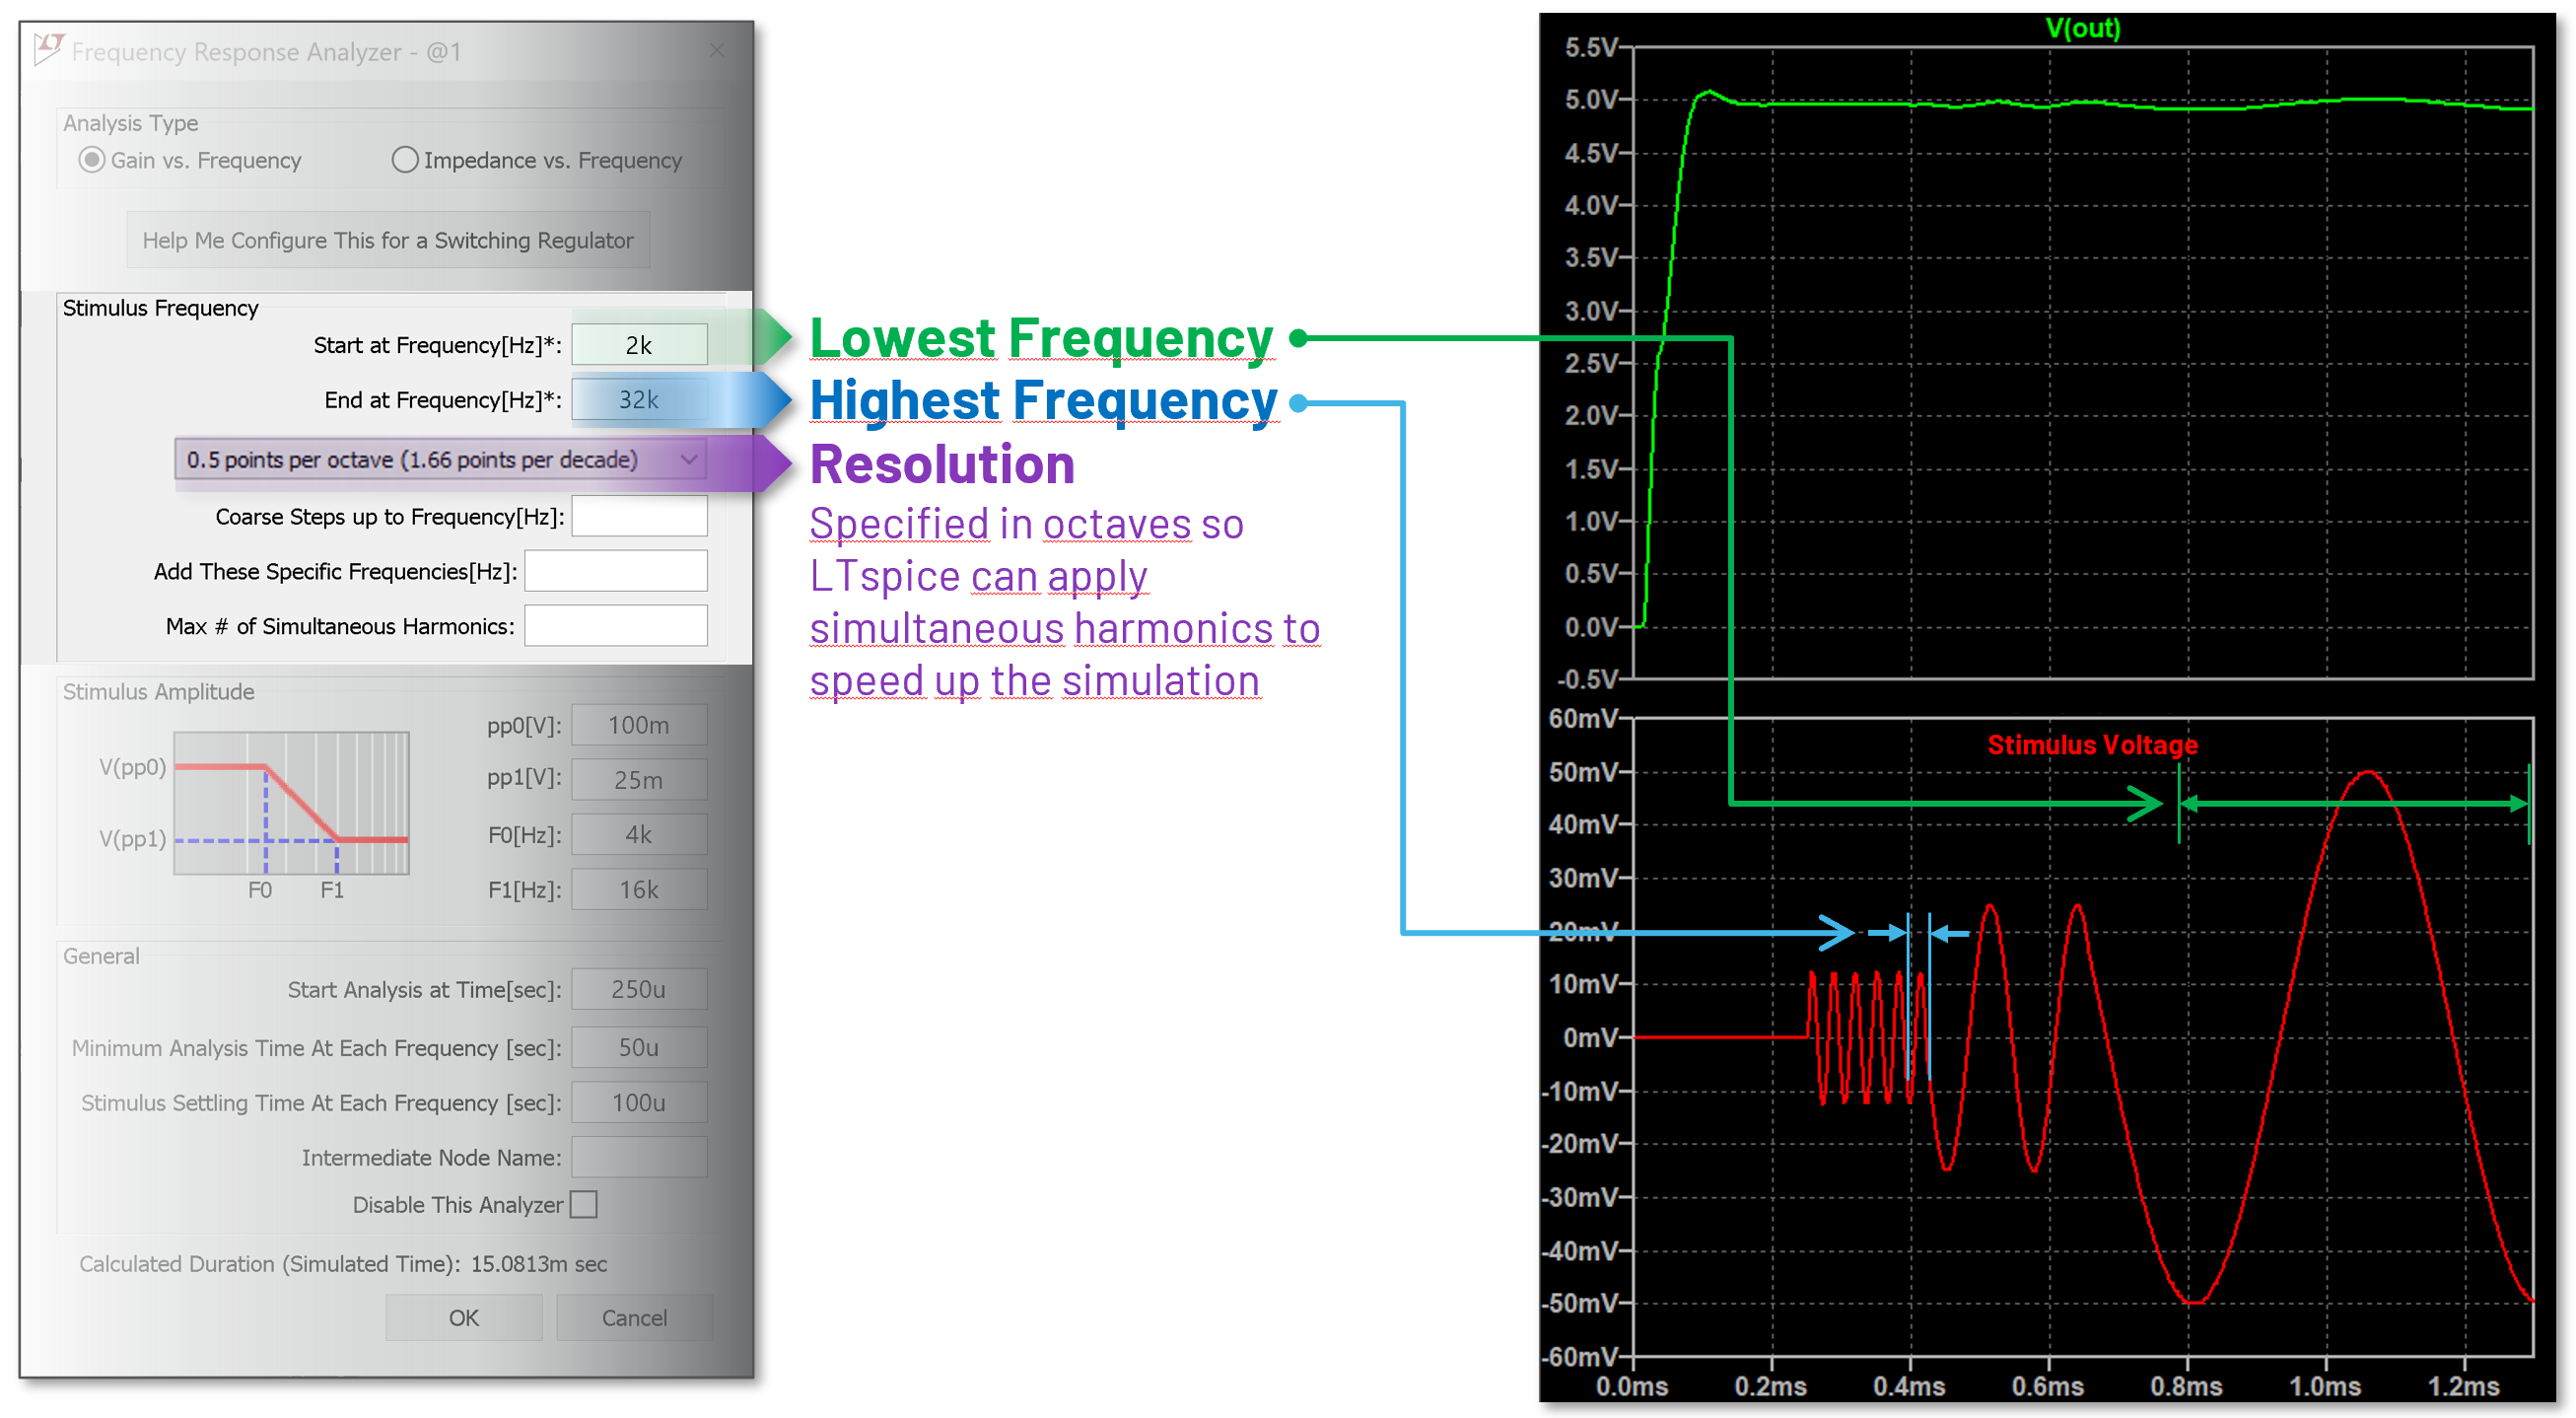 Frequency Response Analyzer - @1
Analysis Type
Gain vs. Frequency
Impedance vs. Frequency
Help Me Configure This for a Switching Regulator
Stimulus Frequency
Start at Frequency[Hz]*: 2k
End at Frequency[Hz]*: 32k
0.5 points per octave (1.66 points per decade)
Coarse Steps up to Frequency[Hz]:
Add These Specific Frequencies[Hz]:
Max # of Simultaneous Harmonics:
Stimulus Amplitude
V(pp0)
V(pp1)
F0 F1
pp0[V]: 100m
pp1[V]: 25m
F0[Hz]: 4k
F1[Hz]: 16k
General
Start Analysis at Time[sec]: 250u
Minimum Analysis Time At Each Frequency [sec]: 50u
Stimulus Settling Time At Each Frequency [sec]: 100u
Intermediate Node Name:
Disable This Analyzer
Calculated Duration (Simulated Time): 15.0813m sec
OK Cancel
Lowest Frequency
Highest Frequency
Resolution
Specified in octaves so
LTspice can apply
simultaneous harmonics to
speed up the simulation
V(out)
5.5V
5.0V
4.5V
4.0V
3.5V
3.0V
2.5V
2.0V
1.5V
1.0V
0.5V
0.0V
-0.5V
Stimulus Voltage
60mV
50mV
40mV
30mV
20mV
10mV
0mV
-10mV
-20mV
-30mV
-40mV
-50mV
-60mV
0.0ms 0.2ms 0.4ms 0.6ms 0.8ms 1.0ms 1.2ms